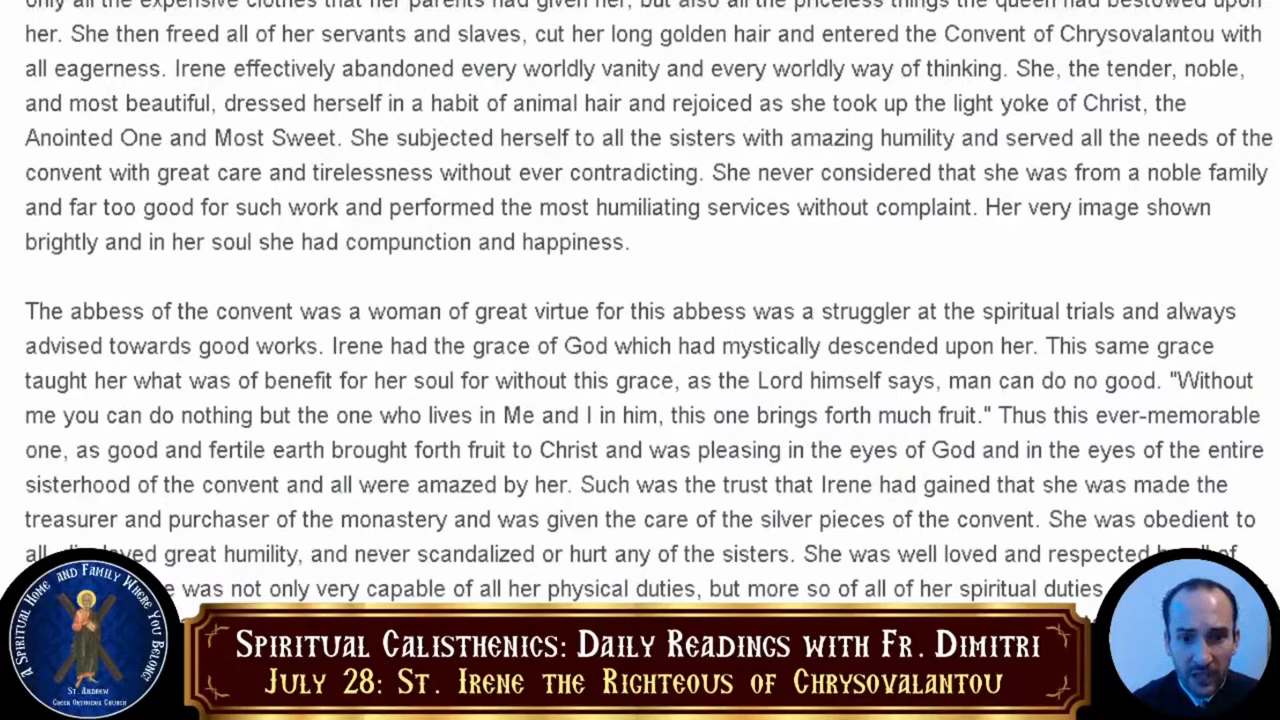 only all the expensive clothes that her parents had given her, but also all the priceless things the queen had bestowed upon
her. She then freed all of her servants and slaves, cut her long golden hair and entered the Convent of Chrysovalantou with
all eagerness. Irene effectively abandoned every worldly vanity and every worldly way of thinking. She, the tender, noble,
and most beautiful, dressed herself in a habit of animal hair and rejoiced as she took up the light yoke of Christ, the
Anointed One and Most Sweet. She subjected herself to all the sisters with amazing humility and served all the needs of the
convent with great care and tirelessness without ever contradicting. She never considered that she was from a noble family
and far too good for such work and performed the most humiliating services without complaint. Her very image shown
brightly and in her soul she had compunction and happiness.
The abbess of the convent was a woman of great virtue for this abbess was a struggler at the spiritual trials and always
advised towards good works. Irene had the grace of God which had mystically descended upon her. This same grace
taught her what was of benefit for her soul for without this grace, as the Lord himself says, man can do no good. "Without
me you can do nothing but the one who lives in Me and I in him, this one brings forth much fruit." Thus this ever-memorable
one, as good and fertile earth brought forth fruit to Christ and was pleasing in the eyes of God and in the eyes of the entire
sisterhood of the convent and all were amazed by her. Such was the trust that Irene had gained that she was made the
treasurer and purchaser of the monastery and was given the care of the silver pieces of the convent. She was obedient to
all great humility, and never scandalized or hurt any of the sisters. She was well loved and respected of
was not only very capable of all her physical duties, but more so of all of her spiritual duties
A Spiritual Home and Family Where You Belong!
St. Andrew
Greek Orthodox Church
Spiritual Calisthenics: Daily Readings with Fr. Dimitri
July 28: St. Irene the Righteous of Chrysovalantou